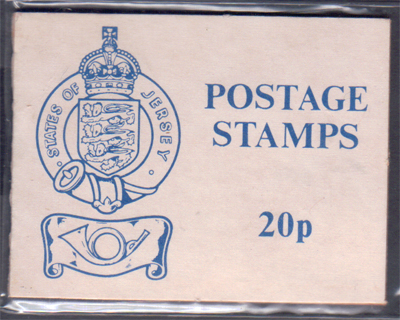 STATES OF JERSEY
POSTAGE
STAMPS
20p